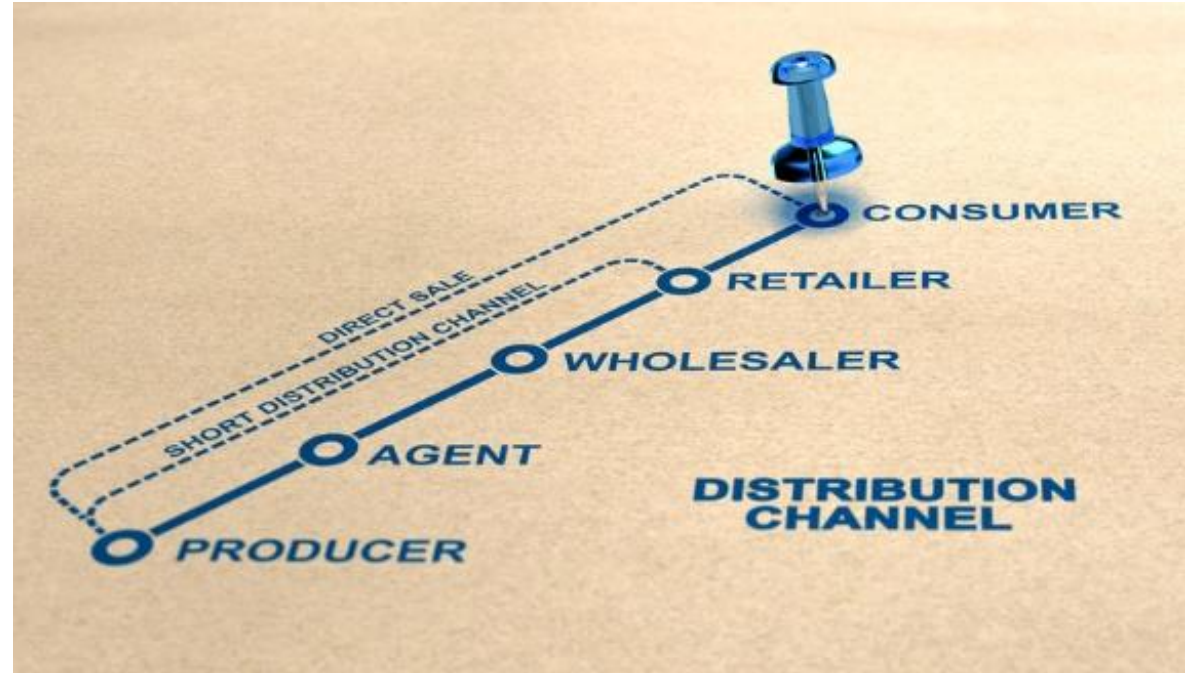 CONSUMER
RETAILER
DIRECT SALE
SHORT DISTRIBUTION CHANNEL
WHOLESALER
AGENT
PRODUCER
DISTRIBUTION
CHANNEL